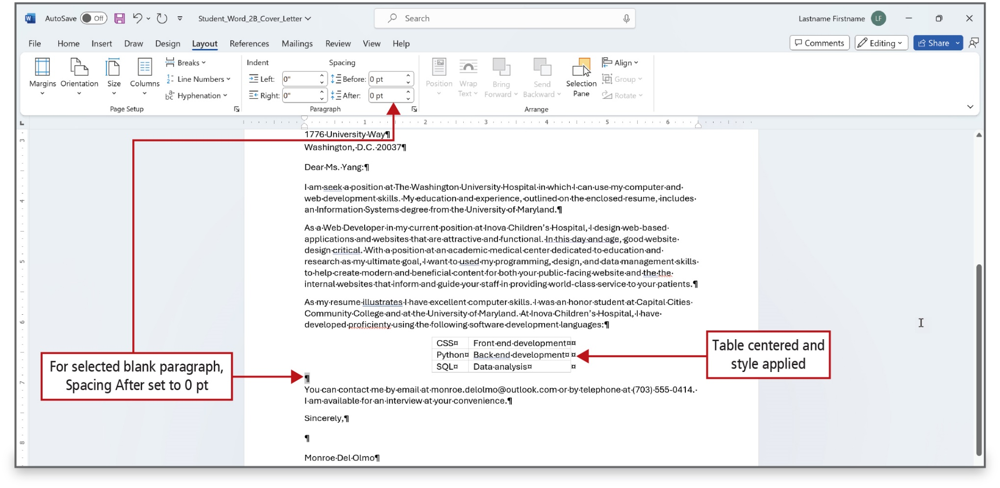 AutoSave Off Student_Word_2B_Cover_Letter Search Lastname Firstname LF
File Home Insert Draw Design Layout References Mailings Review View Help Comments Editing Share
Margins
Orientation
Size
Columns
Breaks
Line Numbers
Hyphenation
Page Setup
Indent
Left: 0"
Right: 0"
Spacing
Before: 0 pt
After: 0 pt
Paragraph
Position
Wrap
Text
Bring
Forward
Send
Backward
Selection
Pane
Align
Group
Rotate
Arrange
1 2 3 4 5 6
3
4
5
6
7
8
1776·University·Way¶
Washington,·D.C.·20037¶
Dear·Ms.·Yang:¶
I·am·seek·a·position·at·The·Washington·University·Hospital·in·which·I·can·use·my·computer·and·
web·development·skills.·My·education·and·experience,·outlined·on·the·enclosed·resume,·includes·
an·Information·Systems·degree·from·the·University·of·Maryland.¶
As·a·Web·Developer·in·my·current·position·at·Inova·Children’s·Hospital,·I·design·web-based·
applications·and·websites·that·are·attractive·and·functional.·In·this·day·and·age,·good·website·
design·critical.·With·a·position·at·an·academic·medical·center·dedicated·to·education·and·
research·as·my·ultimate·goal,·I·want·to·used·my·programming,·design,·and·data·management·skills·
to·help·create·modern·and·beneficial·content·for·both·your·public-facing·website·and·the·the·
internal·websites·that·inform·and·guide·your·staff·in·providing·world-class·service·to·your·patients.¶
As·my·resume·illustrates·I·have·excellent·computer·skills.·I·was·an·honor·student·at·Capital·Cities·
Community·College·and·at·the·University·of·Maryland.·At·Inova·Children’s·Hospital,·I·have·
developed·proficienty·using·the·following·software·development·languages:¶
CSS¤ Front·end·development¤¤
Python¤ Back·end·development¤¤
SQL¤ Data·analysis¤ ¤
¶
You·can·contact·me·by·email·at·monroe.delolmo@outlook.com·or·by·telephone·at·(703)·555-0414.·
I·am·available·for·an·interview·at·your·convenience.¶
Sincerely,¶
¶
Monroe·Del·Olmo¶
For selected blank paragraph,
Spacing After set to 0 pt
Table centered and
style applied